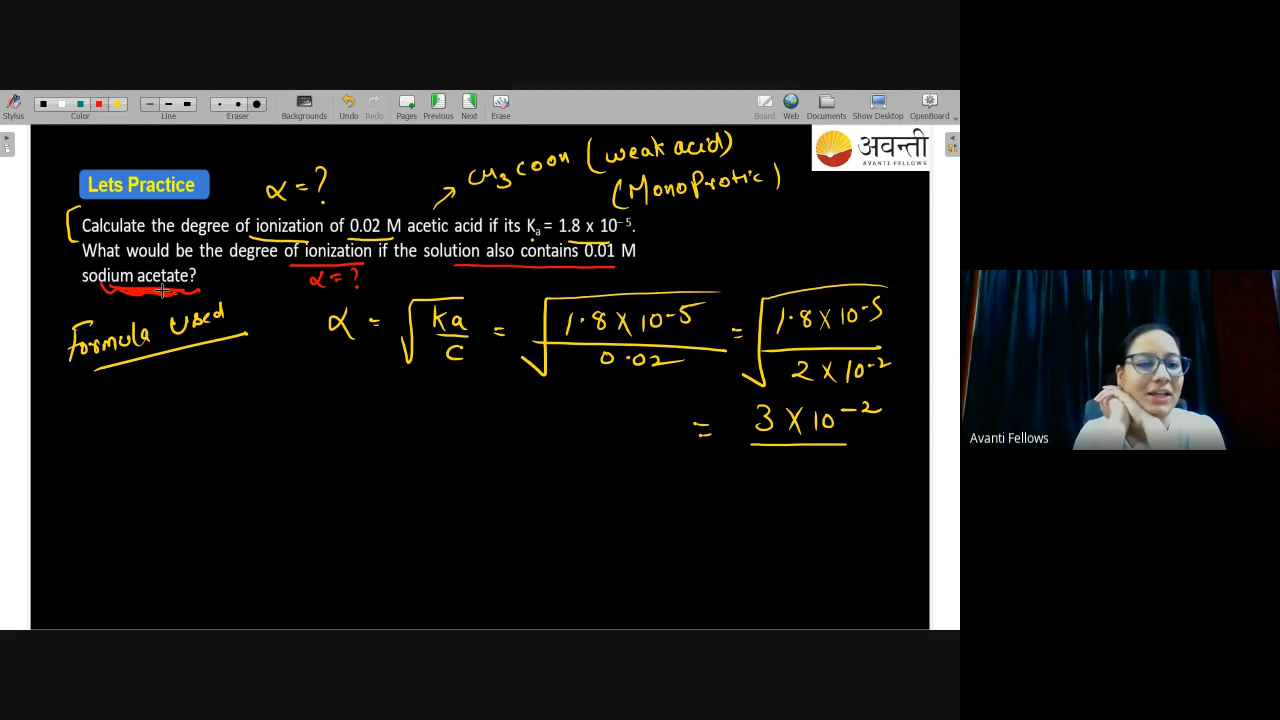 Stylus
Color
Line
Eraser
Backgrounds
Undo
Redo
Pages
Previous
Next
Erase
Board
Web
Documents
Show Desktop
OpenBoard
अवन्ती
AVANTI FELLOWS
Lets Practice
α = ?
CH3COOH (weak acid)
(MonoProtic)
Calculate the degree of ionization of 0.02 M acetic acid if its Ka = 1.8 x 10⁻⁵.
What would be the degree of ionization if the solution also contains 0.01 M
sodium acetate?
α = ?
Formula Used
α = √(Ka/C) = √(1.8 × 10-5/0.02) = √(1.8 × 10-5/2 × 10-2)
= 3 × 10-2
Avanti Fellows